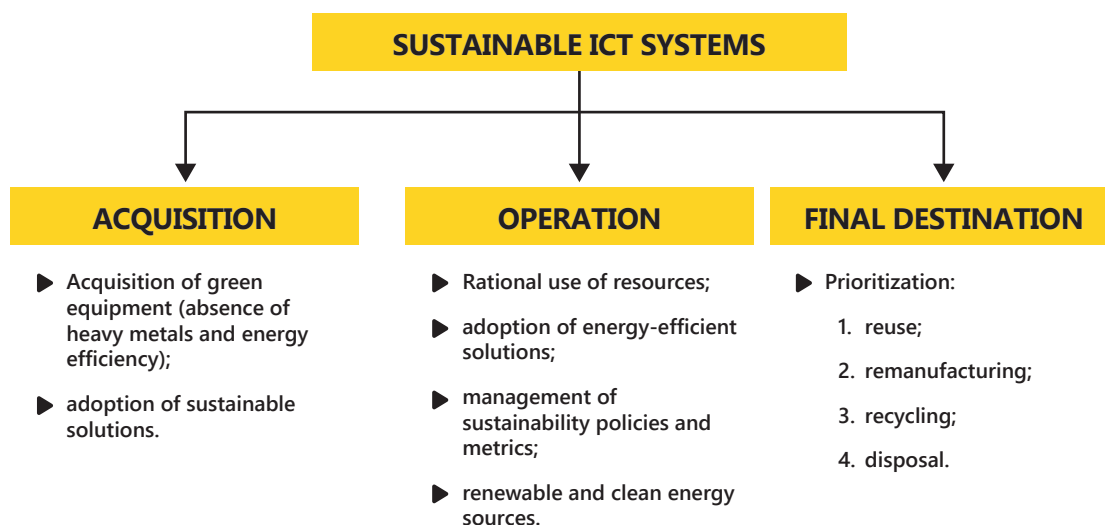 SUSTAINABLE ICT SYSTEMS
ACQUISITION
Acquisition of green
equipment (absence of
heavy metals and energy
efficiency);
adoption of sustainable
solutions.
OPERATION
Rational use of resources;
adoption of energy-efficient
solutions;
management of
sustainability policies and
metrics;
renewable and clean energy
sources.
FINAL DESTINATION
Prioritization:
1. reuse;
2. remanufacturing;
3. recycling;
4. disposal.